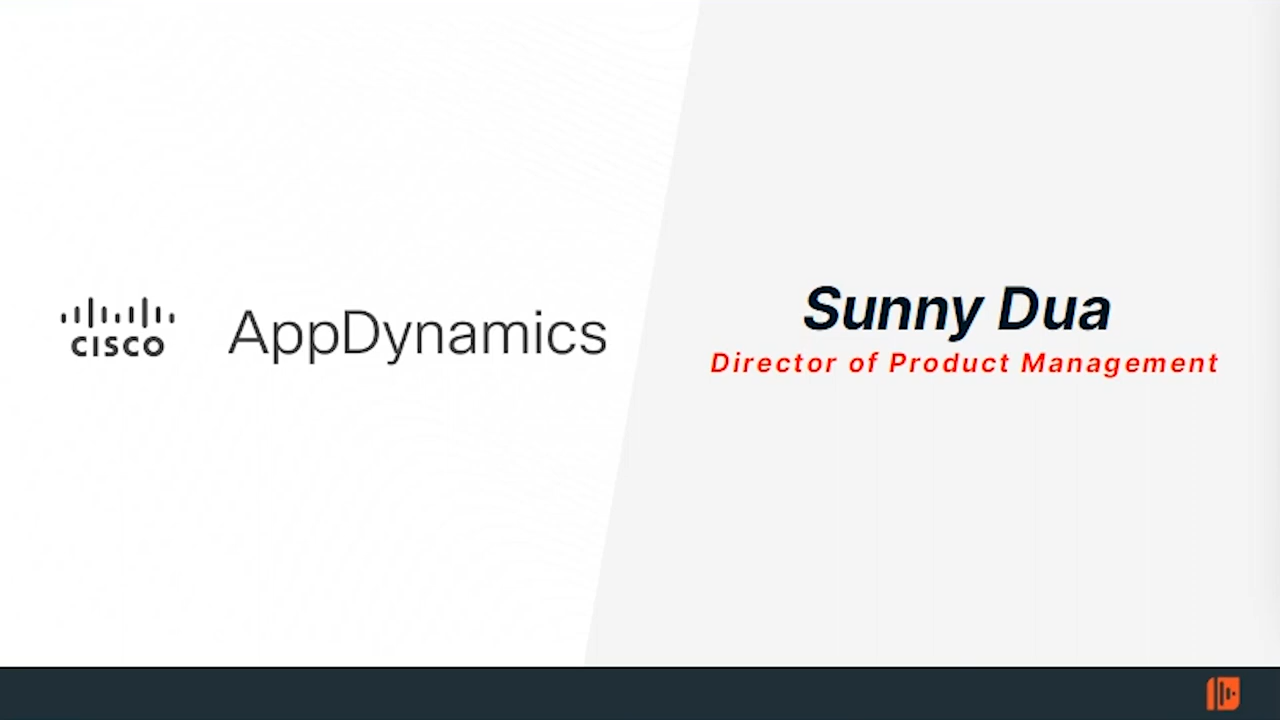 CISCO
AppDynamics
Sunny Dua
Director of Product Management